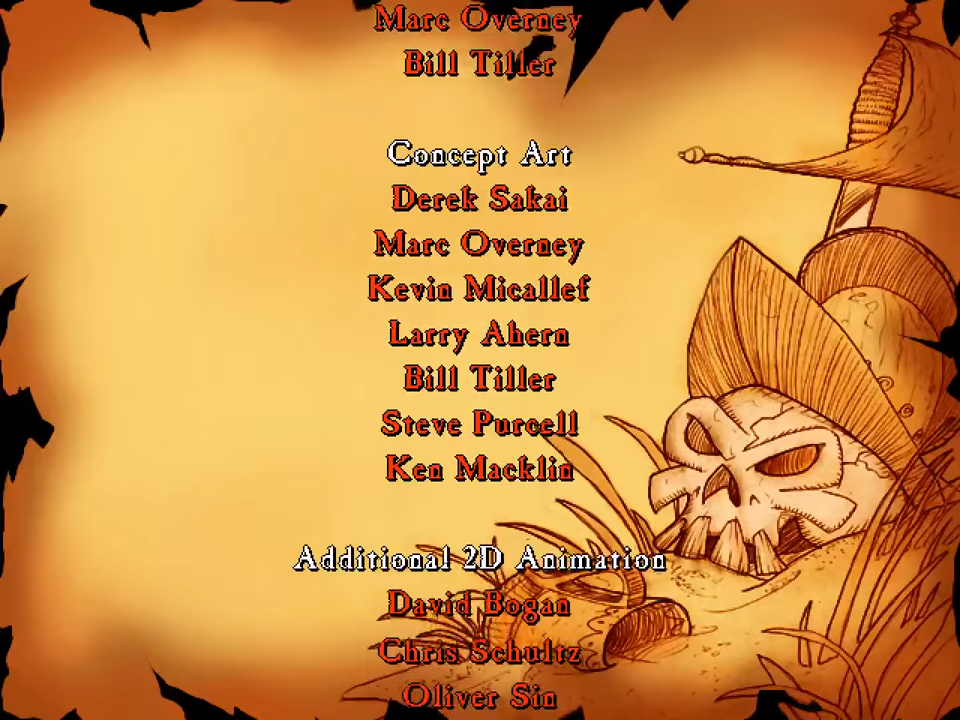 Marc Overney
Bill Tiller
Concept Art
Derek Sakai
Marc Overney
Kevin Micallef
Larry Ahern
Bill Tiller
Steve Purcell
Ken Macklin
Additional 2D Animation
David Bogan
Chris Schultz
Oliver Sin